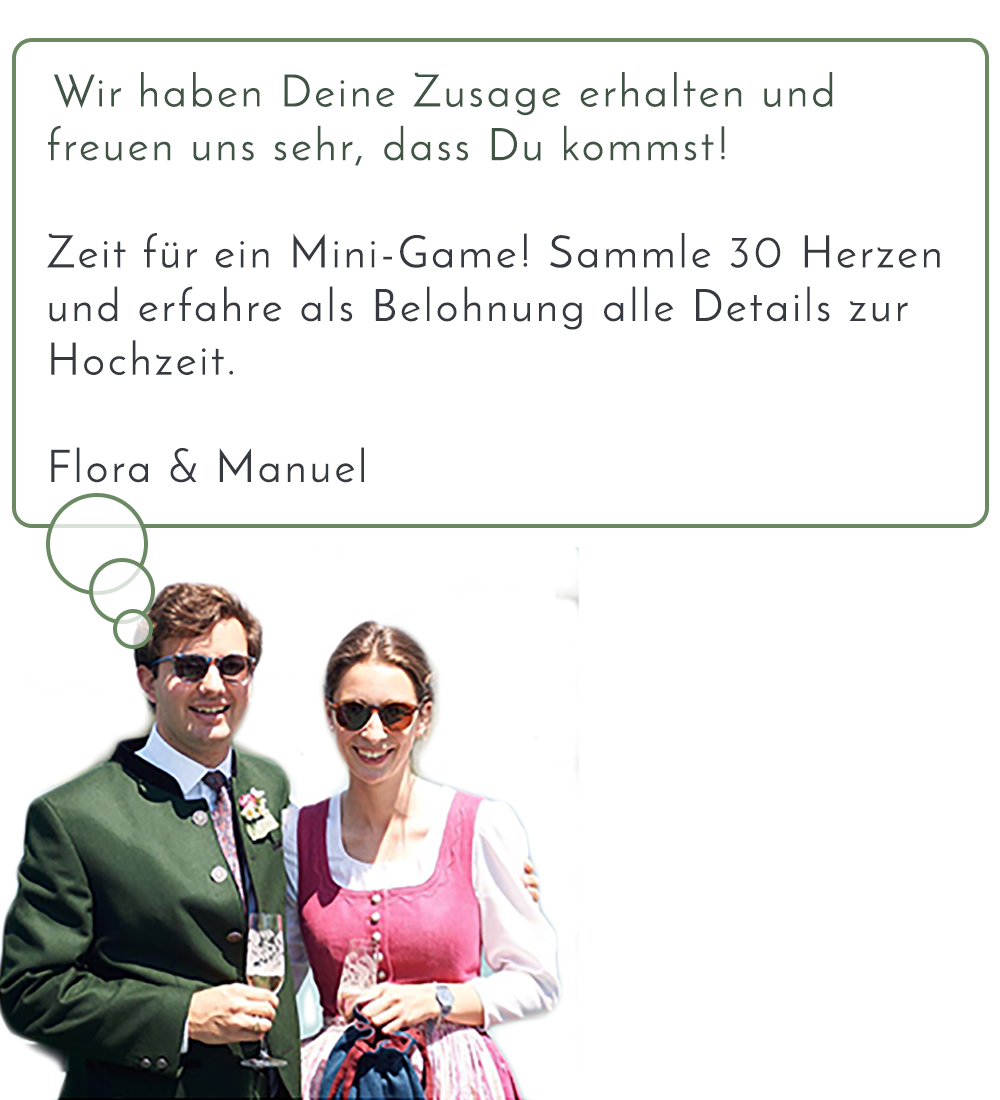 Wir haben Deine Zusage erhalten und
freuen uns sehr, dass Du kommst!
Zeit für ein Mini-Game! Sammle 30 Herzen
und erfahre als Belohnung alle Details zur
Hochzeit.
Flora & Manuel